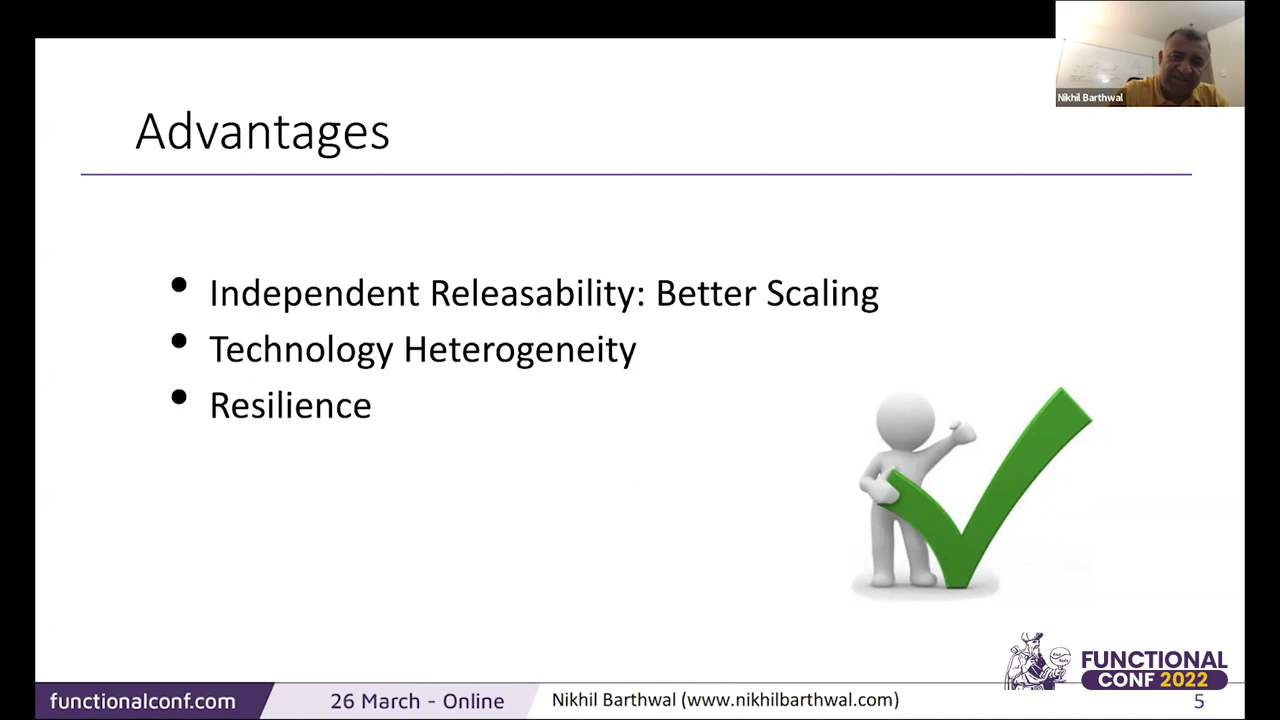 Nikhil Barthwal
Advantages
• Independent Releasability: Better Scaling
• Technology Heterogeneity
• Resilience
FUNCTIONAL
CONF 2022
functionalconf.com
26 March - Online
Nikhil Barthwal (www.nikhilbarthwal.com)
5